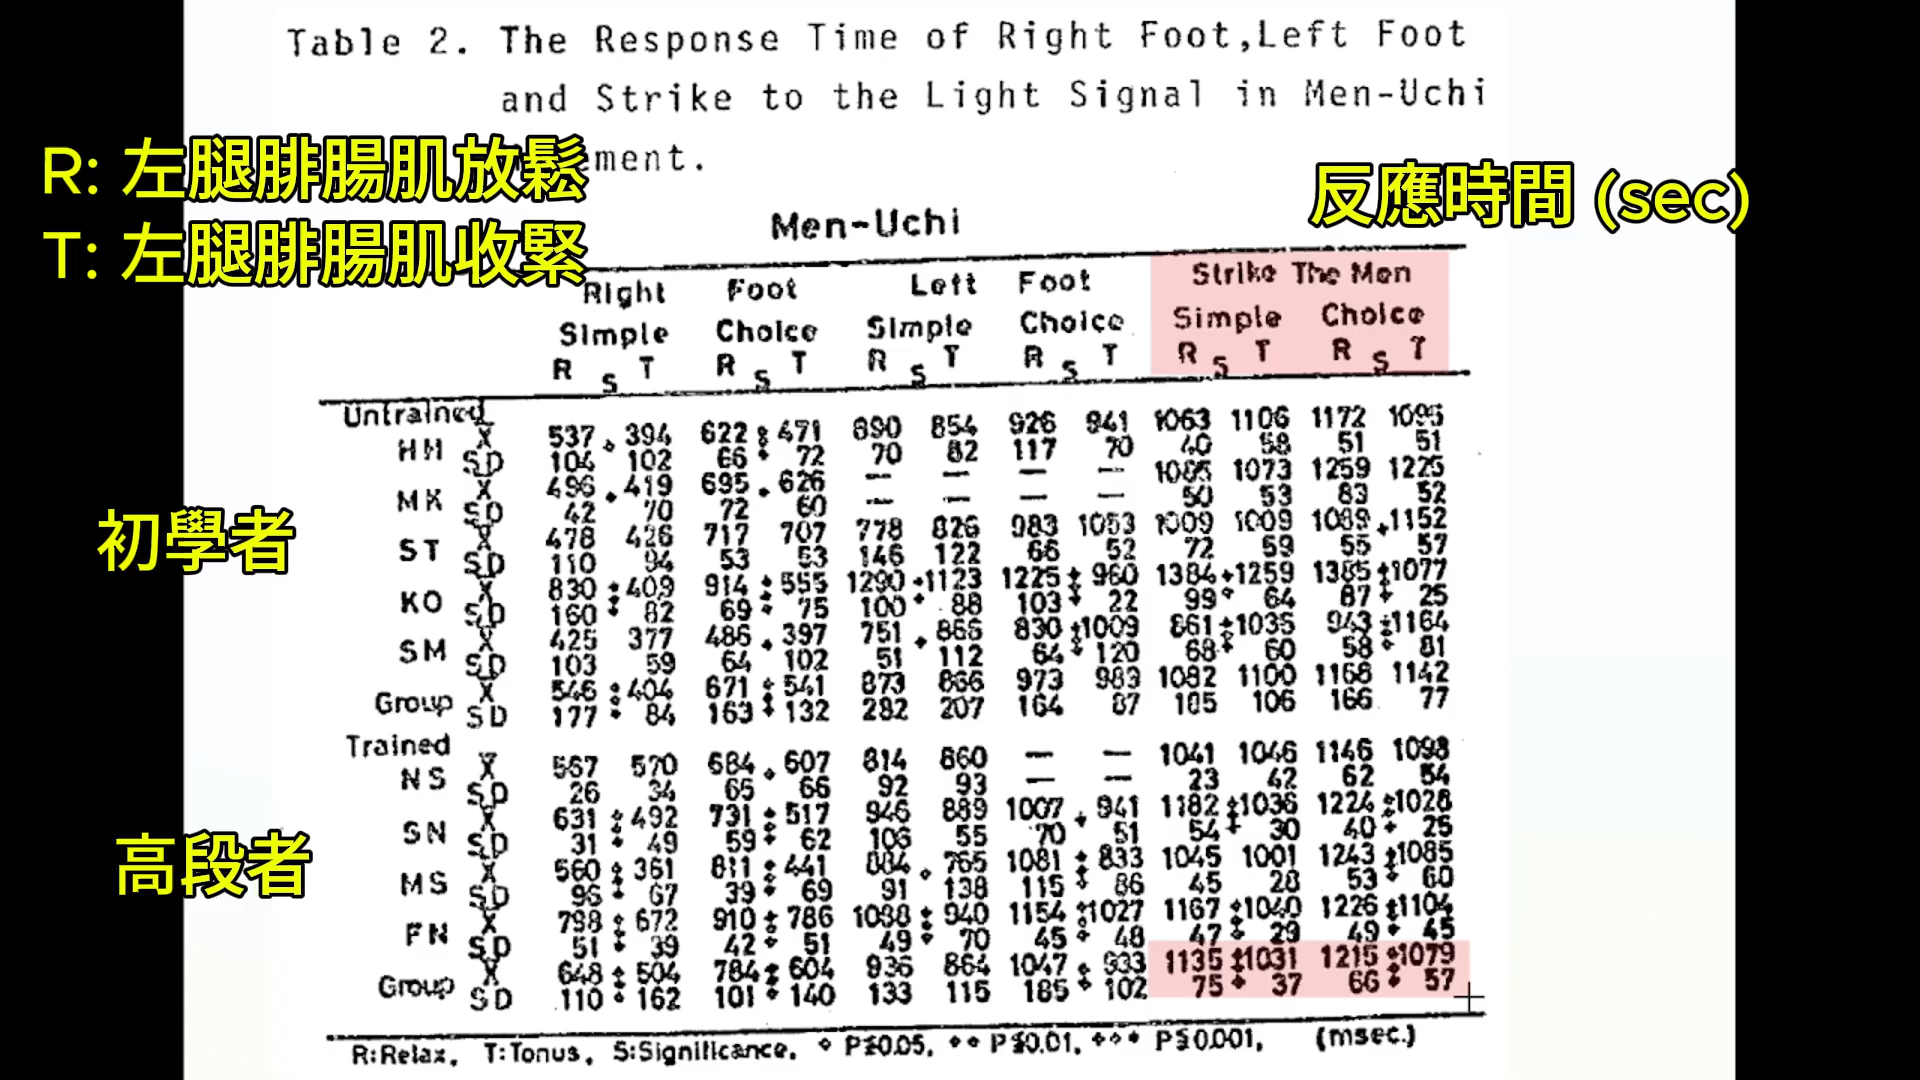 Table 2. The Response Time of Right Foot,Left Foot
and Strike to the Light Signal in Men-Uchi
ment.
R: 左腿腓腸肌放鬆
T: 左腿腓腸肌收緊
反應時間 (sec)
Men-Uchi
Right Foot Left Foot Strike The Men
Simple Choice Simple Choice Simple Choice
R S T R S T R S T R S T R S T R S T
Untrained
HM X 537 394 622 471 890 854 926 941 1063 1106 1172 1095
SD 104 102 66 72 70 82 117 70 40 58 51 51
MK X 496 419 695 626 — — — — 1085 1073 1259 1225
SD 42 70 72 60 — — — — 50 53 83 52
初學者
ST X 478 426 717 707 778 826 983 1053 1009 1009 1089 1152
SD 110 94 53 53 146 122 66 52 72 59 55 57
KO X 830 409 914 555 1290 1123 1225 960 1384 1259 1385 1077
SD 160 82 69 75 100 88 103 22 99 64 87 25
SM X 425 377 486 397 751 866 830 1009 861 1035 943 1164
SD 103 59 64 102 51 112 64 120 68 60 58 81
Group X 546 404 671 541 873 866 973 983 1082 1100 1168 1142
SD 177 84 163 132 282 207 164 87 185 106 166 77
Trained
NS X 567 570 684 607 814 860 — — 1041 1046 1146 1098
SD 26 34 65 66 92 93 — — 23 42 62 54
SN X 631 492 731 517 946 889 1007 941 1182 1036 1224 1028
SD 31 49 59 62 106 55 70 51 54 30 40 25
高段者
MS X 560 361 811 441 884 765 1081 833 1045 1001 1243 1085
SD 96 67 39 69 91 138 115 86 45 28 53 60
FN X 798 672 910 786 1088 940 1154 1027 1167 1040 1226 1104
SD 51 39 42 51 49 70 45 48 47 29 49 45
Group X 648 504 784 604 936 864 1047 933 1135 1031 1215 1079
SD 110 162 101 140 133 115 185 102 75 37 66 57
R:Relax, T:Tonus, S:Significance, P≦0.05, P≦0.01, P≦0.001, (msec.)